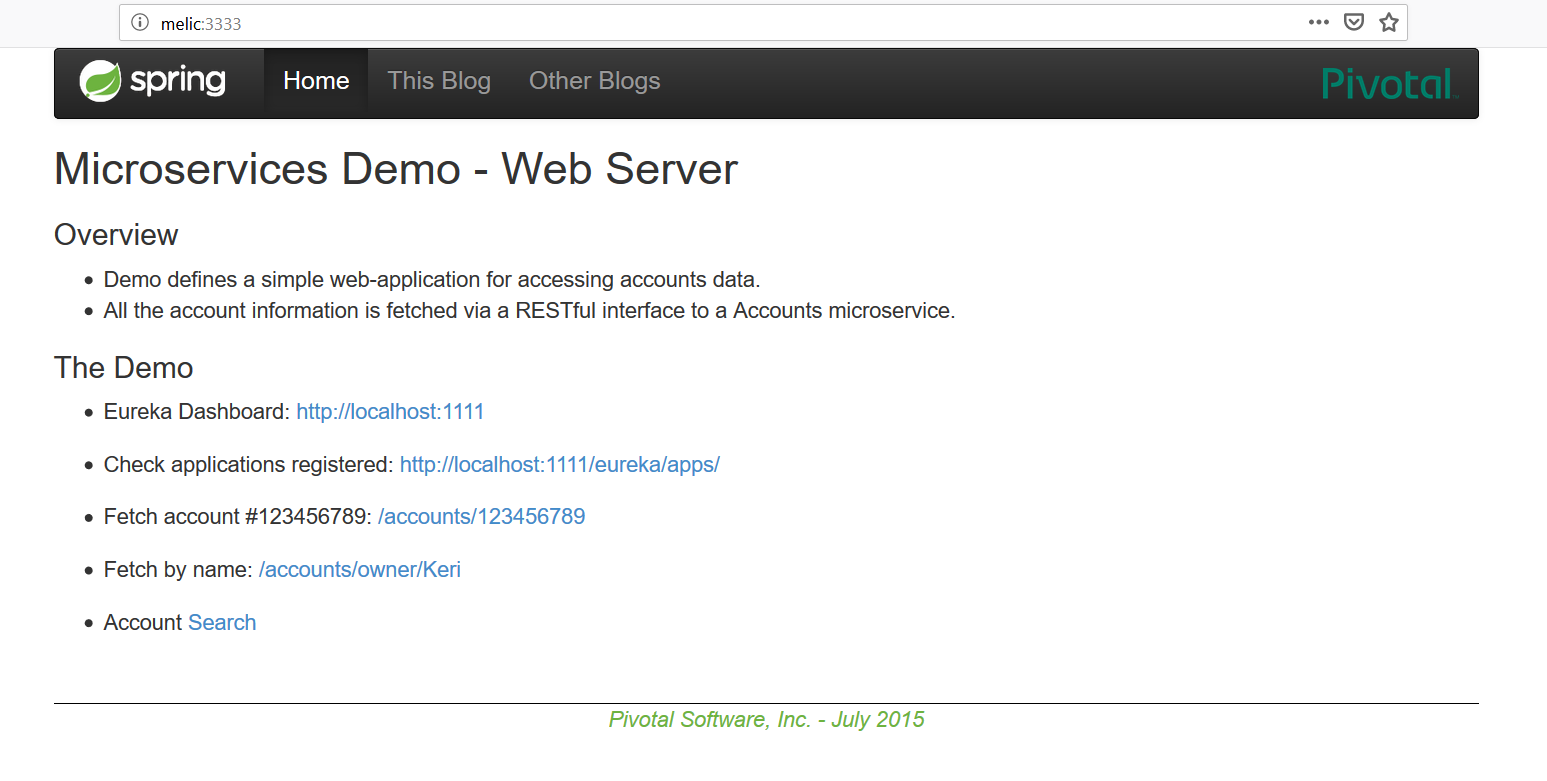 melic:3333
spring Home This Blog Other Blogs Pivotal
Microservices Demo - Web Server
Overview
Demo defines a simple web-application for accessing accounts data.
All the account information is fetched via a RESTful interface to a Accounts microservice.
The Demo
Eureka Dashboard: http://localhost:1111
Check applications registered: http://localhost:1111/eureka/apps/
Fetch account #123456789: /accounts/123456789
Fetch by name: /accounts/owner/Keri
Account Search
Pivotal Software, Inc. - July 2015